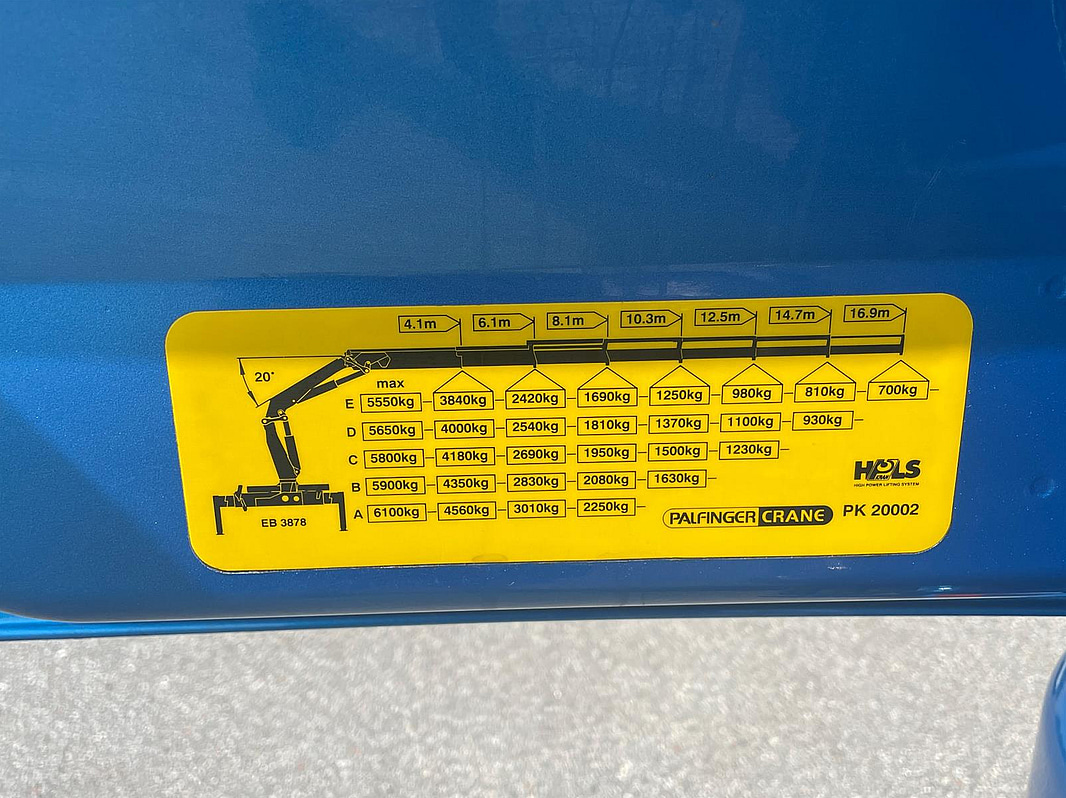 4.1m 6.1m 8.1m 10.3m 12.5m 14.7m 16.9m
20°
max
E 5550kg 3840kg 2420kg 1690kg 1250kg 980kg 810kg 700kg
D 5650kg 4000kg 2540kg 1810kg 1370kg 1100kg 930kg
C 5800kg 4180kg 2690kg 1950kg 1500kg 1230kg
B 5900kg 4350kg 2830kg 2080kg 1630kg
A 6100kg 4560kg 3010kg 2250kg
EB 3878
HPLS
HIGH POWER LIFTING SYSTEM
PALFINGER CRANE PK 20002